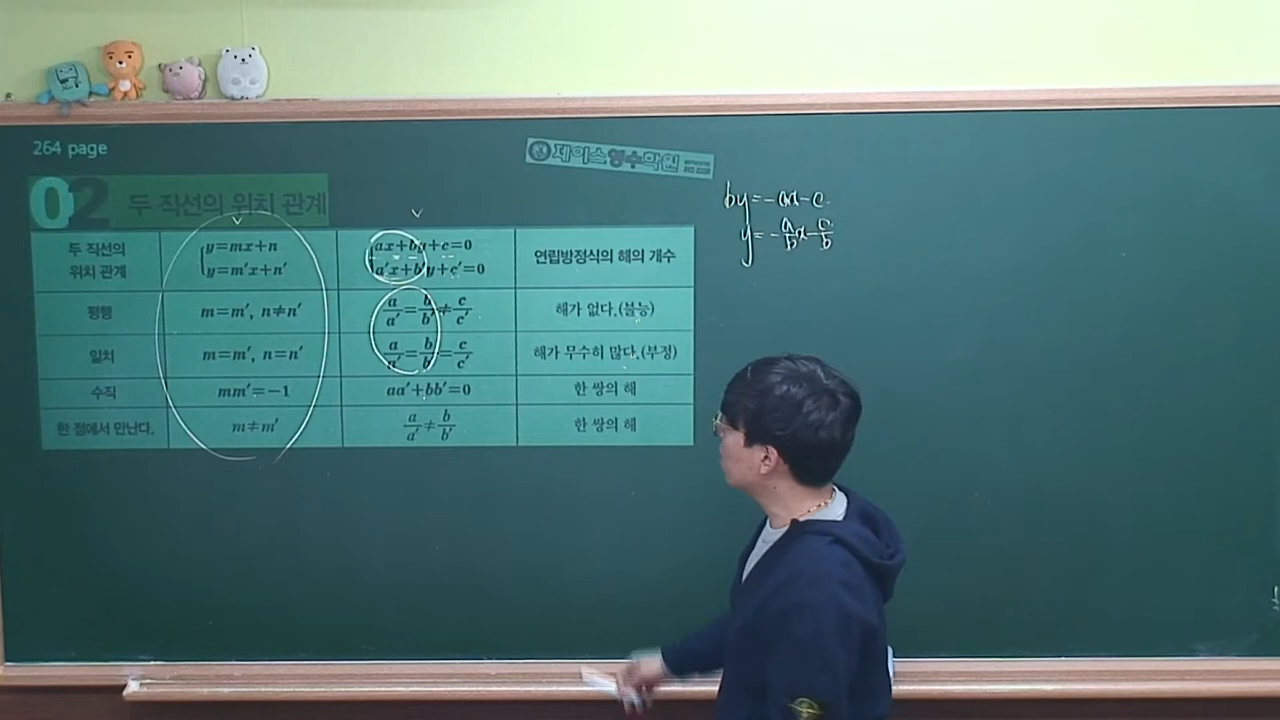 264 page
제이스영수학원
02 두 직선의 위치 관계
by=-ax-c
y=-a/b x-c/b
두 직선의 위치 관계 y=mx+n y=m'x+n' ax+by+c=0 a'x+b'y+c'=0 연립방정식의 해의 개수
평행 m=m', n≠n' a/a'=b/b'≠c/c' 해가 없다.(불능)
일치 m=m', n=n' a/a'=b/b'=c/c' 해가 무수히 많다.(부정)
수직 mm'=-1 aa'+bb'=0 한 쌍의 해
한 점에서 만난다. m≠m' a/a'≠b/b' 한 쌍의 해